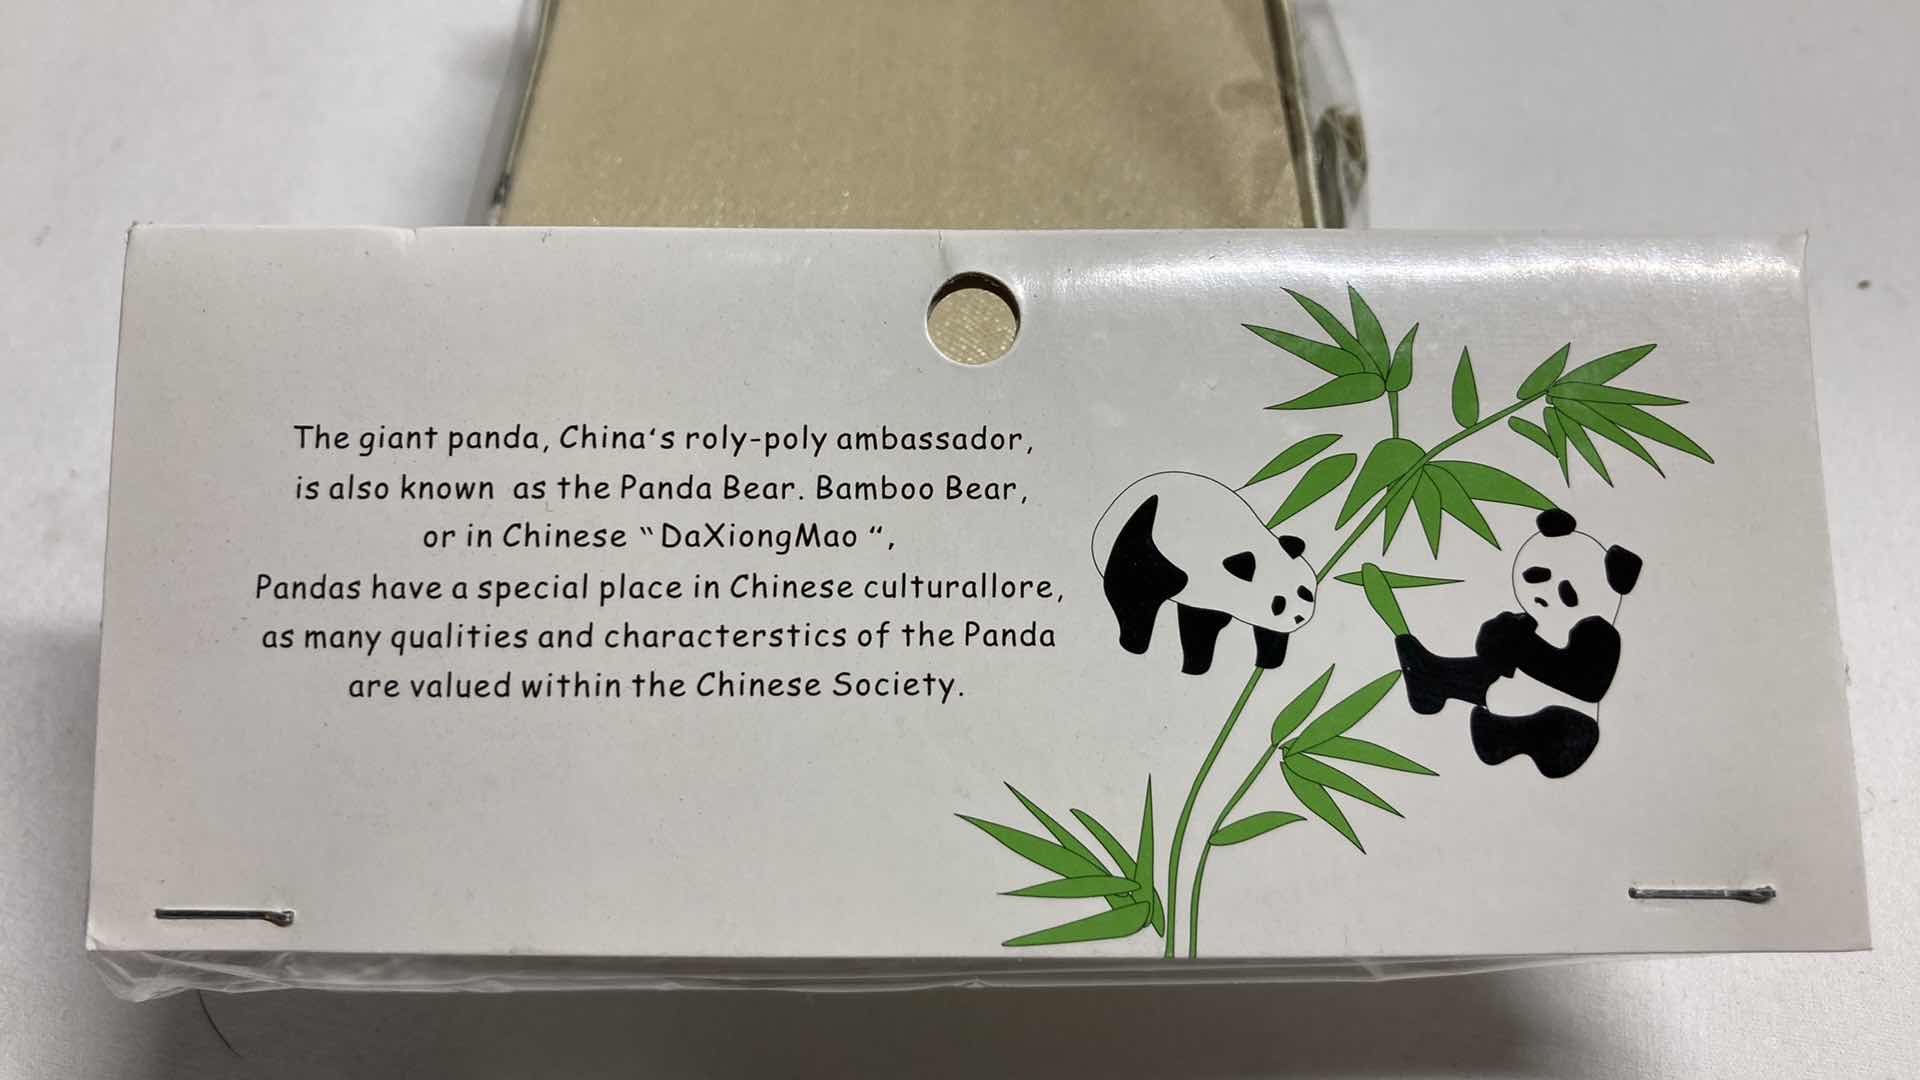 The giant panda, China‘s roly-poly ambassador,
is also known as the Panda Bear. Bamboo Bear,
or in Chinese “DaXiongMao “,
Pandas have a special place in Chinese culturallore,
as many qualities and characterstics of the Panda
are valued within the Chinese Society.